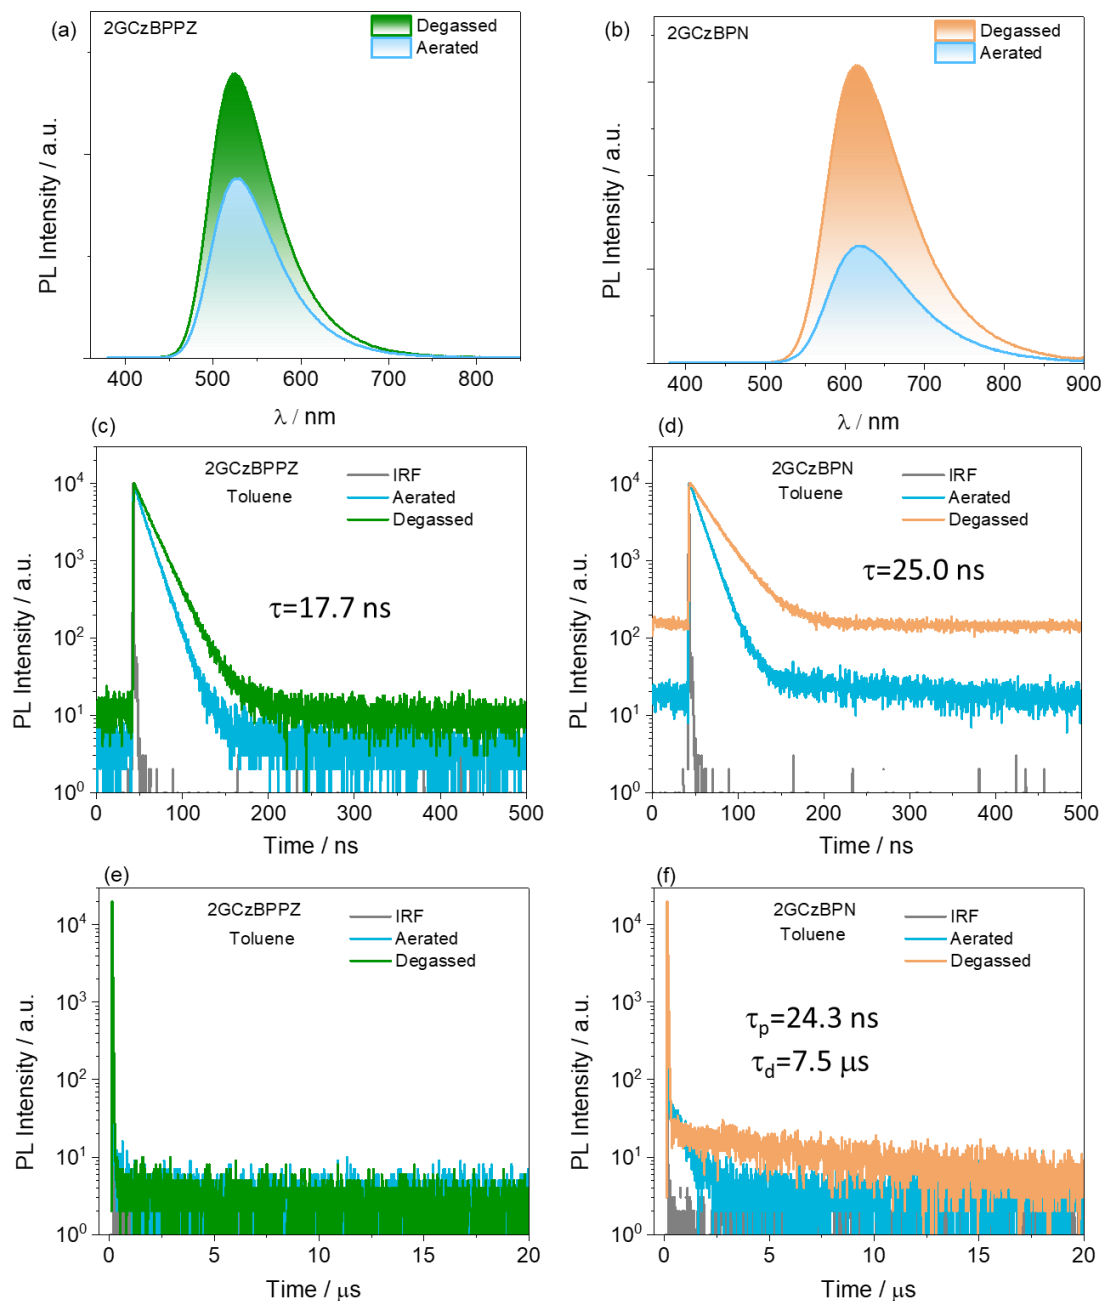 (a) 2GCzBPPZ
Degassed
Aerated
PL Intensity / a.u.
400 500 600 700 800
λ / nm
(b) 2GCzBPN
Degassed
Aerated
PL Intensity / a.u.
400 500 600 700 800 900
λ / nm
(c)
2GCzBPPZ
Toluene
IRF
Aerated
Degassed
τ=17.7 ns
PL Intensity / a.u.
10⁴
10³
10²
10¹
10⁰
0 100 200 300 400 500
Time / ns
(d)
2GCzBPN
Toluene
IRF
Aerated
Degassed
τ=25.0 ns
PL Intensity / a.u.
10⁴
10³
10²
10¹
10⁰
0 100 200 300 400 500
Time / ns
(e)
2GCzBPPZ
Toluene
IRF
Aerated
Degassed
PL Intensity / a.u.
10⁴
10³
10²
10¹
10⁰
0 5 10 15 20
Time / μs
(f)
2GCzBPN
Toluene
IRF
Aerated
Degassed
τp=24.3 ns
τd=7.5 μs
PL Intensity / a.u.
10⁴
10³
10²
10¹
10⁰
0 5 10 15 20
Time / μs